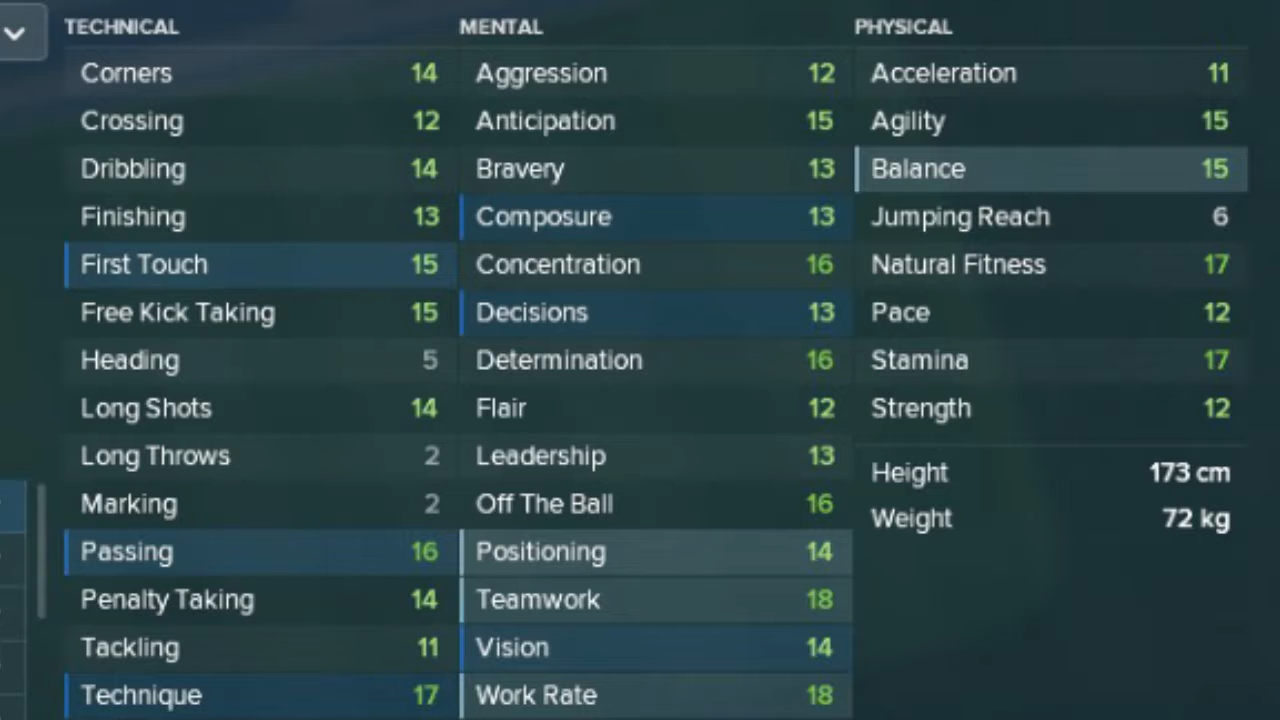 TECHNICAL MENTAL PHYSICAL
Corners 14 Aggression 12 Acceleration 11
Crossing 12 Anticipation 15 Agility 15
Dribbling 14 Bravery 13 Balance 15
Finishing 13 Composure 13 Jumping Reach 6
First Touch 15 Concentration 16 Natural Fitness 17
Free Kick Taking 15 Decisions 13 Pace 12
Heading 5 Determination 16 Stamina 17
Long Shots 14 Flair 12 Strength 12
Long Throws 2 Leadership 13 Height 173 cm
Marking 2 Off The Ball 16 Weight 72 kg
Passing 16 Positioning 14
Penalty Taking 14 Teamwork 18
Tackling 11 Vision 14
Technique 17 Work Rate 18